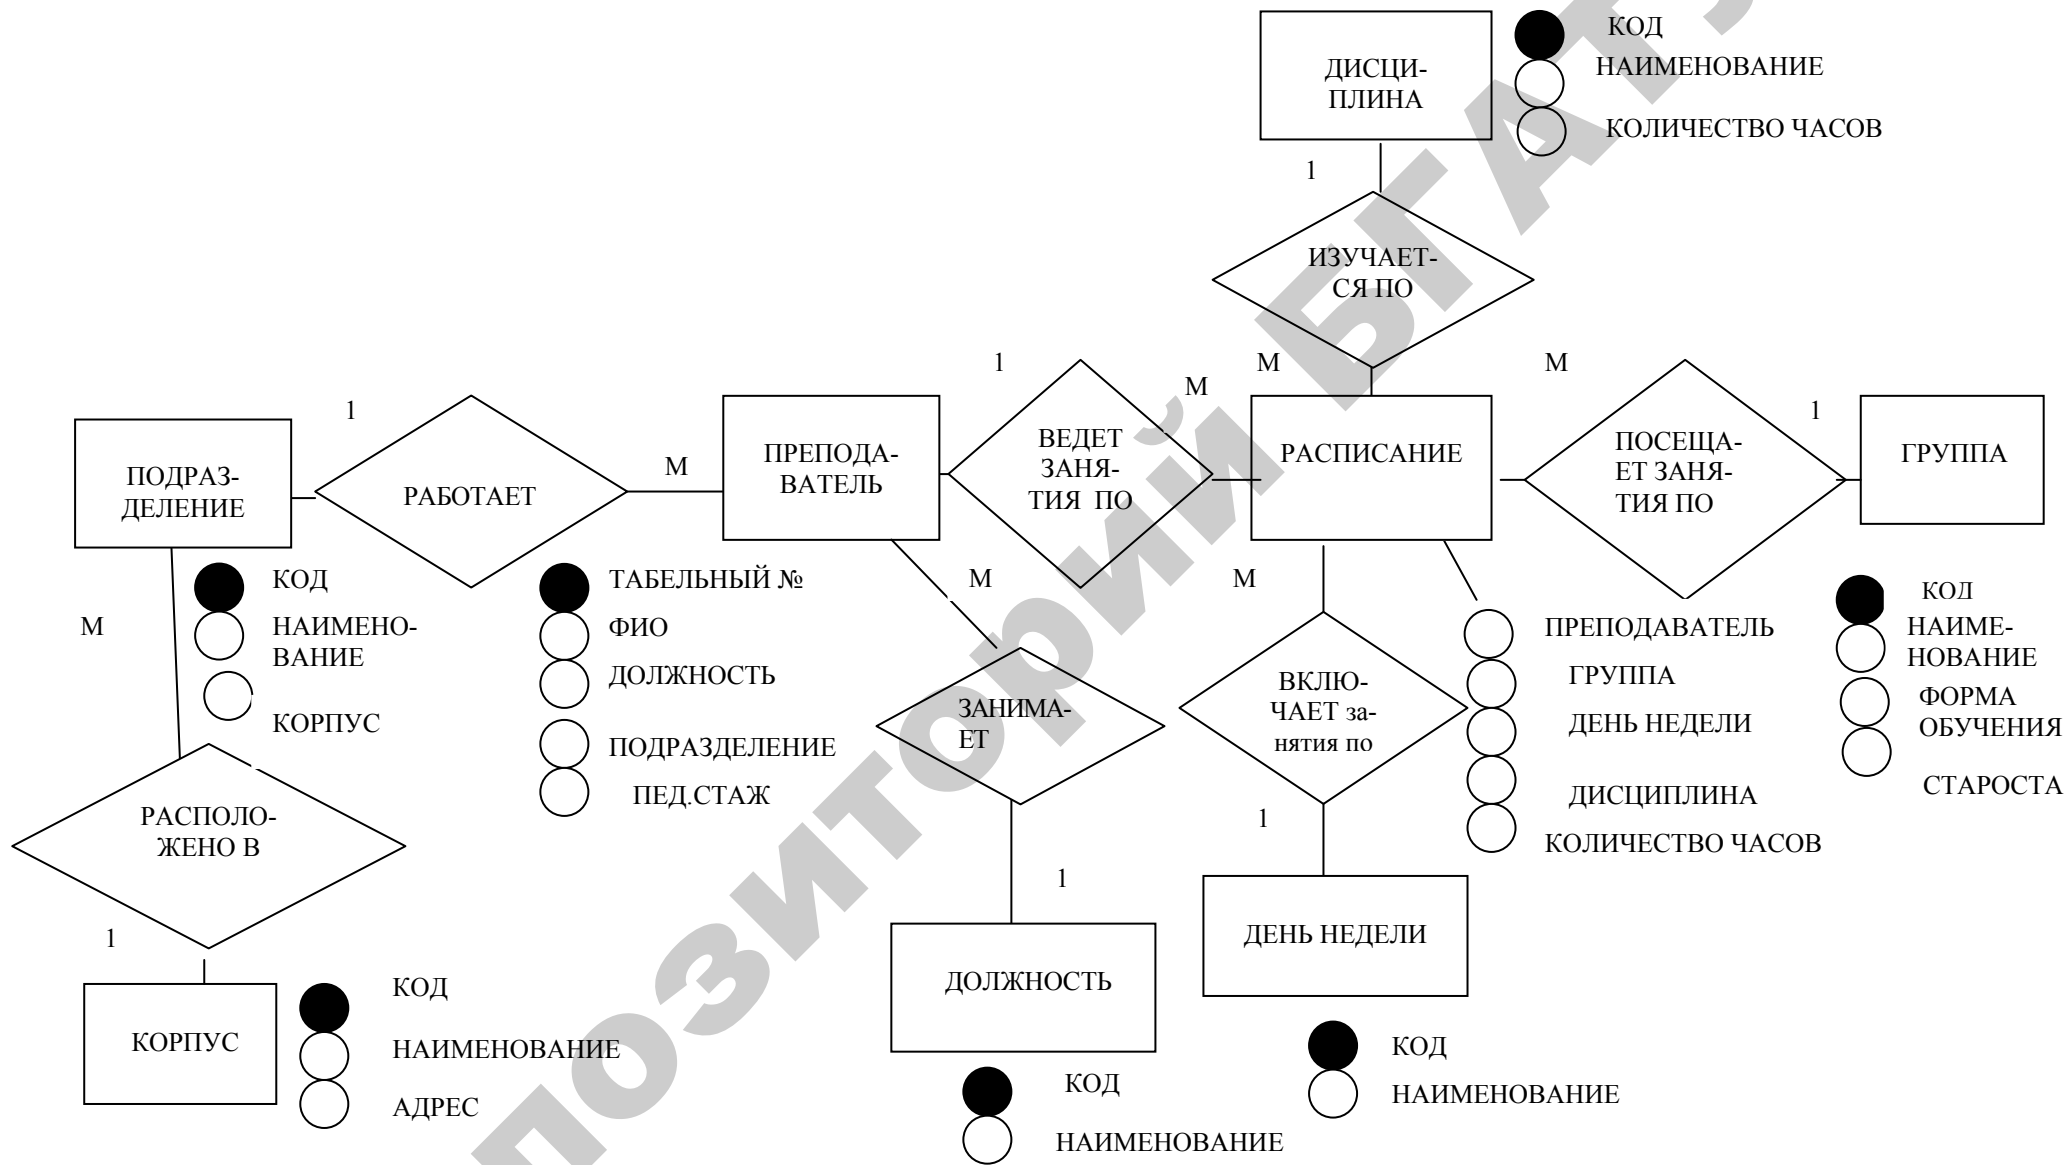 ДИСЦИ-
ПЛИНА
КОД
НАИМЕНОВАНИЕ
КОЛИЧЕСТВО ЧАСОВ
1
ИЗУЧАЕТ-
СЯ ПО
М
ПОДРАЗ-
ДЕЛЕНИЕ
1
РАБОТАЕТ
М
ПРЕПОДА-
ВАТЕЛЬ
1
ВЕДЕТ
ЗАНЯ-
ТИЯ ПО
М
РАСПИСАНИЕ
М
ПОСЕЩА-
ЕТ ЗАНЯ-
ТИЯ ПО
1
ГРУППА
КОД
НАИМЕНО-
ВАНИЕ
КОРПУС
ТАБЕЛЬНЫЙ №
ФИО
ДОЛЖНОСТЬ
ПОДРАЗДЕЛЕНИЕ
ПЕД.СТАЖ
М
ЗАНИМА-
ЕТ
М
ВКЛЮ-
ЧАЕТ за-
нятия по
ПРЕПОДАВАТЕЛЬ
ГРУППА
ДЕНЬ НЕДЕЛИ
ДИСЦИПЛИНА
КОЛИЧЕСТВО ЧАСОВ
КОД
НАИМЕ-
НОВАНИЕ
ФОРМА
ОБУЧЕНИЯ
СТАРОСТА
М
РАСПОЛО-
ЖЕНО В
1
КОРПУС
КОД
НАИМЕНОВАНИЕ
АДРЕС
1
ДОЛЖНОСТЬ
КОД
НАИМЕНОВАНИЕ
1
ДЕНЬ НЕДЕЛИ
КОД
НАИМЕНОВАНИЕ
позиторий БГАТУ